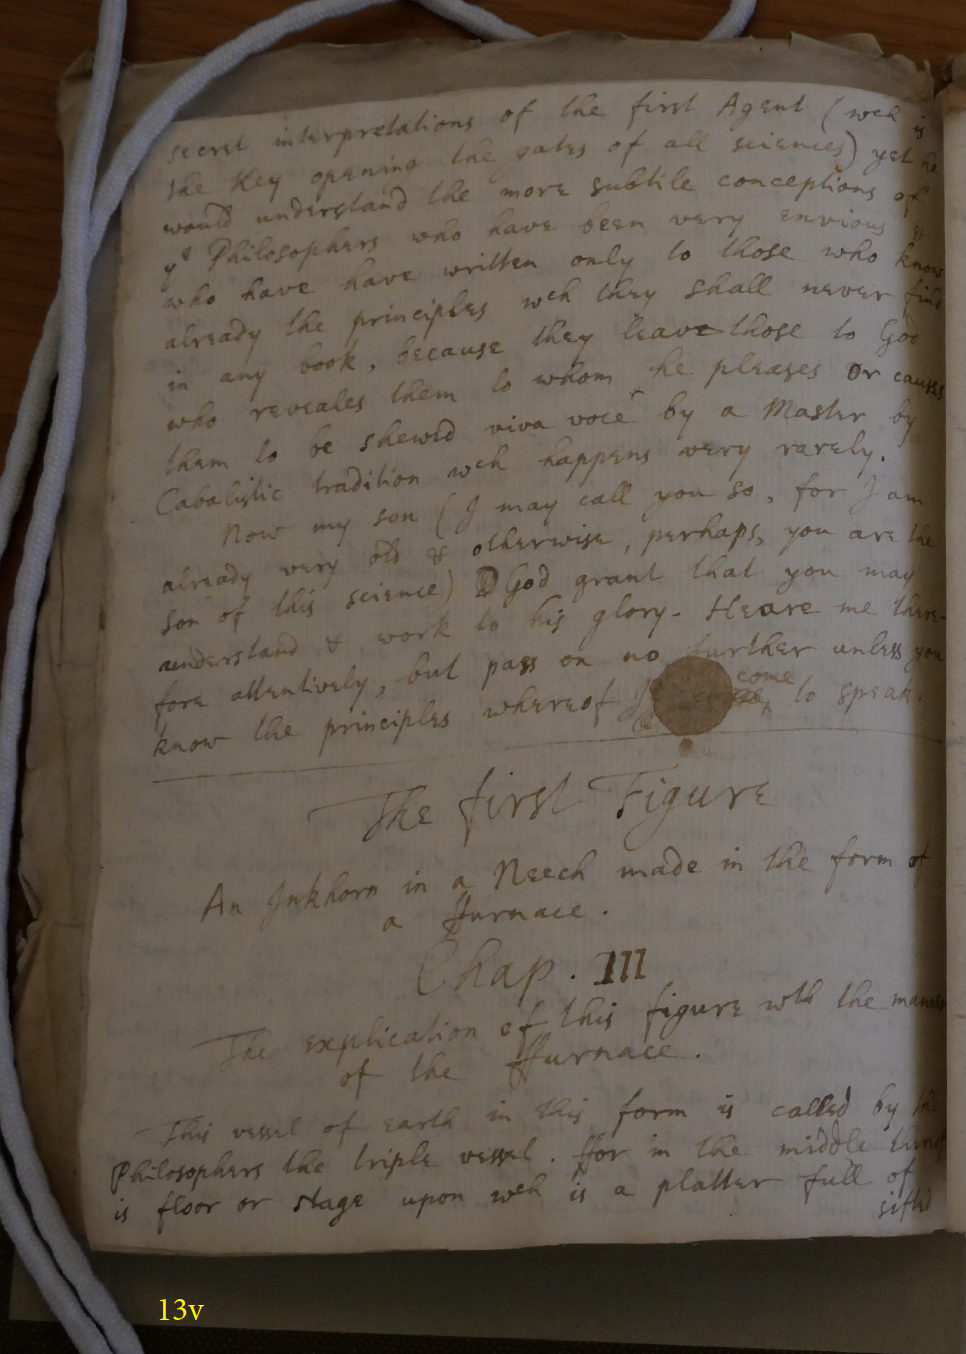 secret interpretations of the first Agent (wch is
the Key opening the gates of all sciences) yet he
would understand the more subtile conceptions of
ye Philosophers who have been very envious &
who have have written only to those who know
already the principles wch they shall never find
in any book, because they leave those to God
who reveales them to whom he pleases or causes
them to be shewed viva voce by a Master by
Cabalistic tradition wch happens very rarely.
Now my son (I may call you so, for I am
already very old & otherwise, perhaps, you are the
son of this science) God grant that you may
understand & work to his glory. Heare me there-
fore attentively, but pass on no further unless you
know the principles whereof I come to speak.
The first Figure
An Inkhorn in a Neech made in the form of
a ffurnace.
Chap. III
The explication of this figure wth the manner
of the ffurnace.
This vessel of earth in this form is called by the
Philosophers the triple vessel. ffor in the middle thereof
is floor or stage upon wch is a platter full of
sifted
13v